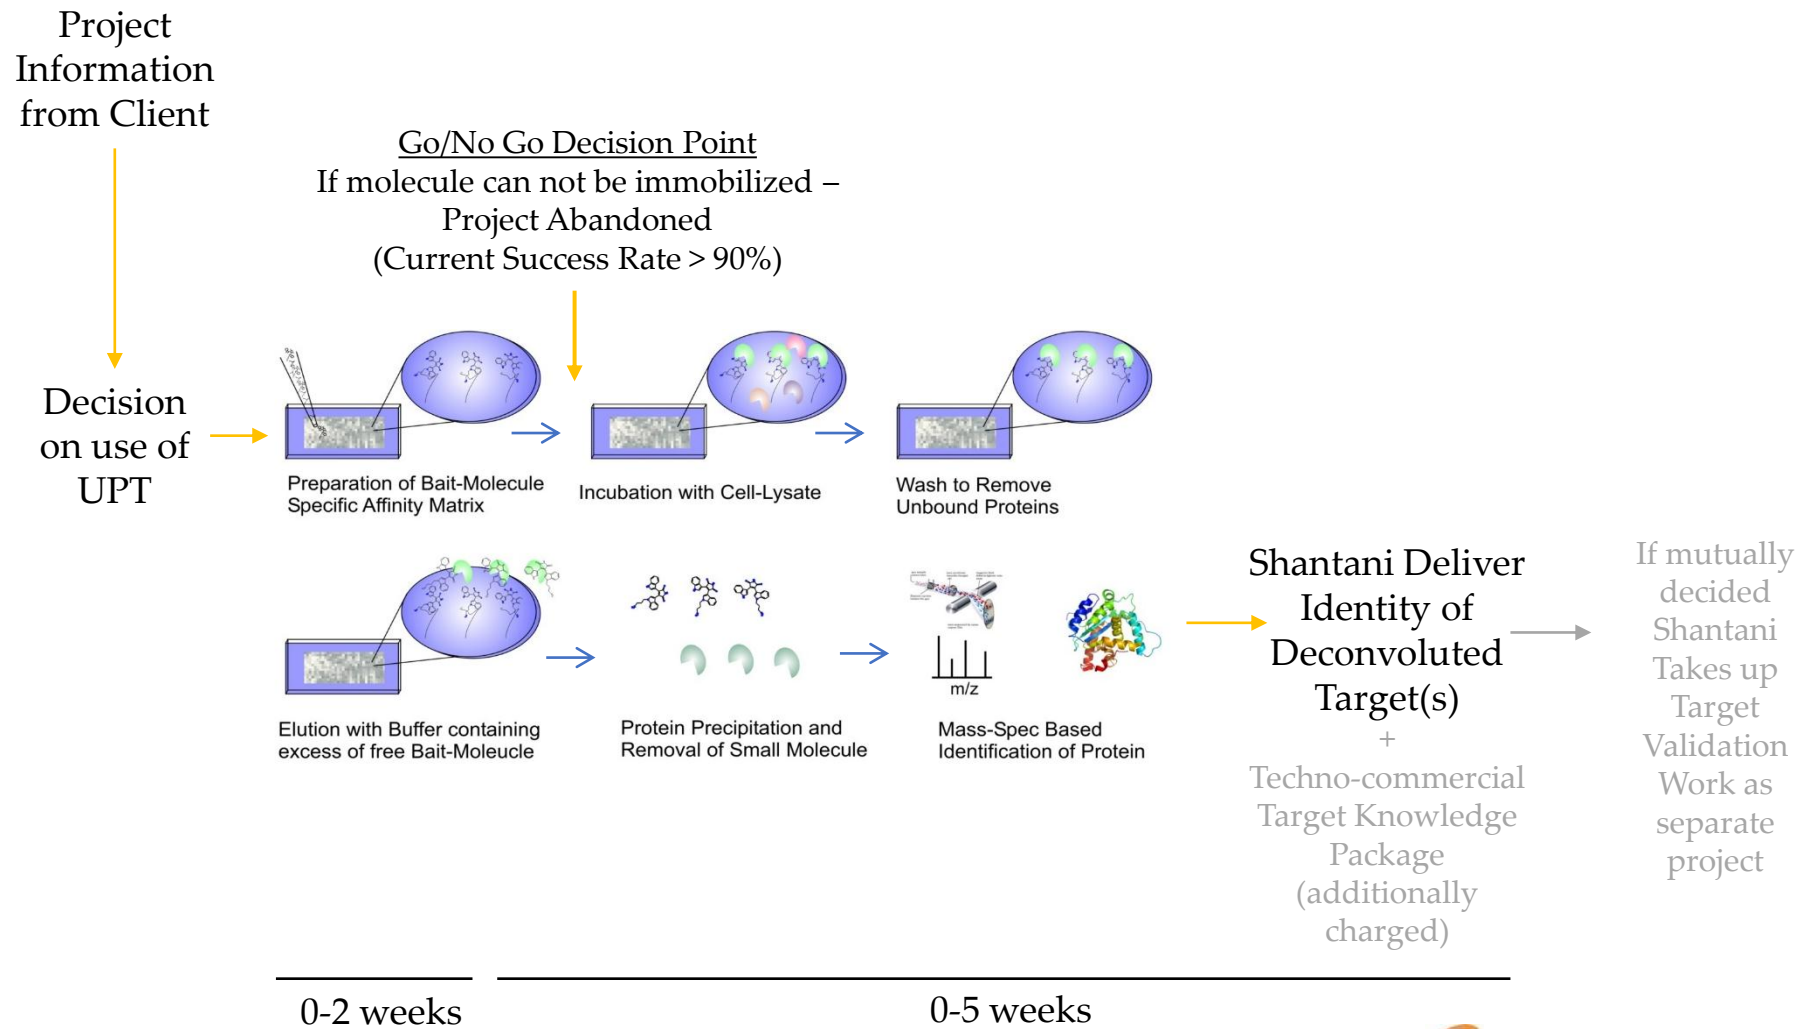 Project
Information
from Client
Go/No Go Decision Point
If molecule can not be immobilized –
Project Abandoned
(Current Success Rate > 90%)
Decision
on use of
UPT
Preparation of Bait-Molecule
Specific Affinity Matrix
Incubation with Cell-Lysate
Wash to Remove
Unbound Proteins
Elution with Buffer containing
excess of free Bait-Moleucle
Protein Precipitation and
Removal of Small Molecule
m/z
Mass-Spec Based
Identification of Protein
Shantani Deliver
Identity of
Deconvoluted
Target(s)
+
Techno-commercial
Target Knowledge
Package
(additionally
charged)
If mutually
decided
Shantani
Takes up
Target
Validation
Work as
separate
project
0-2 weeks
0-5 weeks